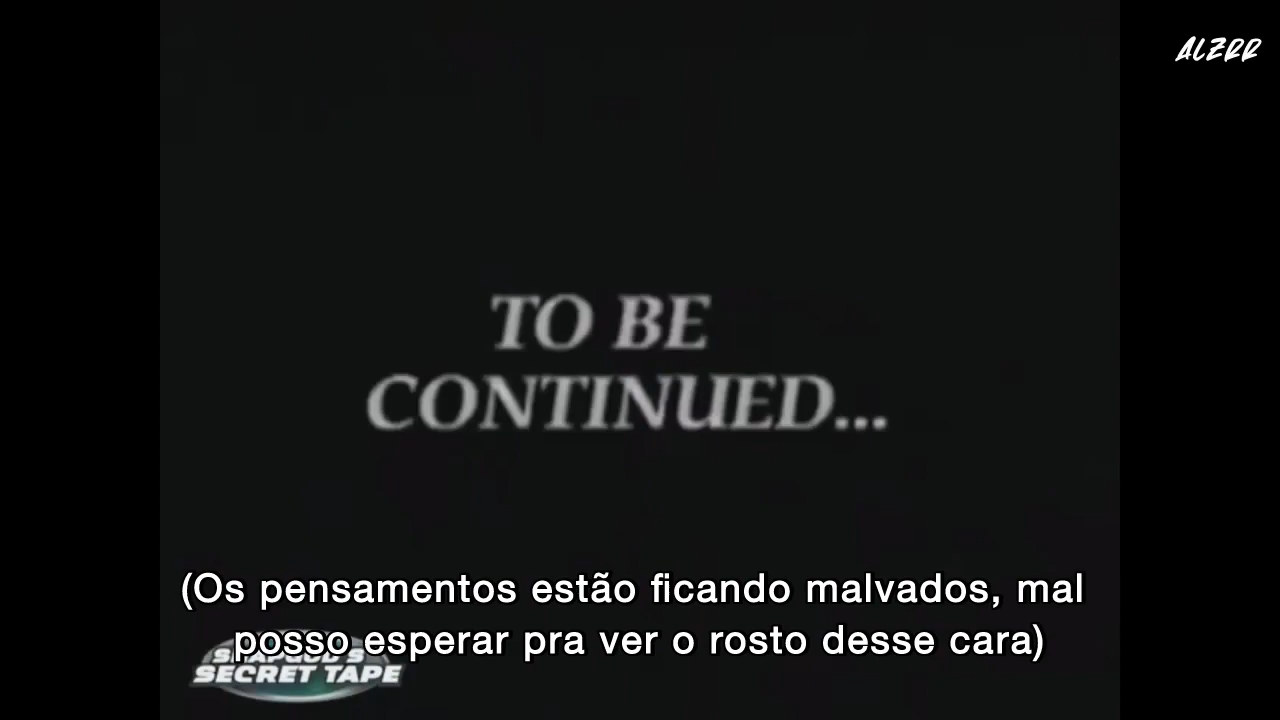 ALZRR
TO BE
CONTINUED...
(Os pensamentos estão ficando malvados, mal
posso esperar pra ver o rosto desse cara)
SECRET TAPE